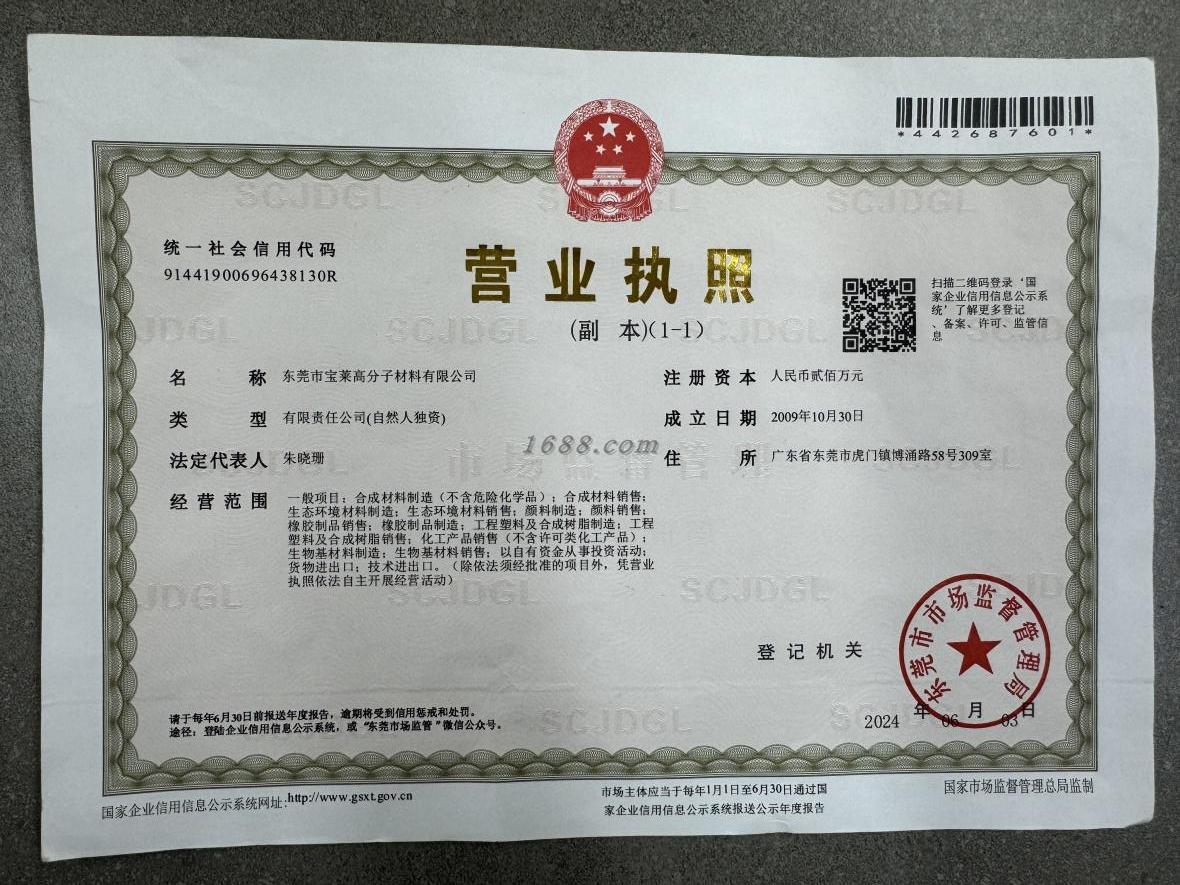 *442687601*
统一社会信用代码
91441900696438130R
营业执照
(副 本)(1-1)
扫描二维码登录‘国
家企业信用信息公示系
统’了解更多登记
、备案、许可、监管信
息
名 称 东莞市宝莱高分子材料有限公司
注册资本 人民币贰佰万元
类 型 有限责任公司(自然人独资)
成立日期 2009年10月30日
法定代表人 朱晓珊
住 所 广东省东莞市虎门镇博涌路58号309室
1688.com
市场监督管理
经营范围 一般项目：合成材料制造（不含危险化学品）；合成材料销售；
生态环境材料制造；生态环境材料销售；颜料制造；颜料销售；
橡胶制品销售；橡胶制品制造；工程塑料及合成树脂制造；工程
塑料及合成树脂销售；化工产品销售（不含许可类化工产品）；
生物基材料制造；生物基材料销售；以自有资金从事投资活动；
货物进出口；技术进出口。（除依法须经批准的项目外，凭营业
执照依法自主开展经营活动）
SCJDGL
登记机关
东莞市市场监督管理局
2024 年 06 月 03 日
请于每年6月30日前报送年度报告，逾期将受到信用惩戒和处罚。
途径：登陆企业信用信息公示系统，或“东莞市场监管”微信公众号。
国家企业信用信息公示系统网址:http://www.gsxt.gov.cn
市场主体应当于每年1月1日至6月30日通过国
家企业信用信息公示系统报送公示年度报告
国家市场监督管理总局监制